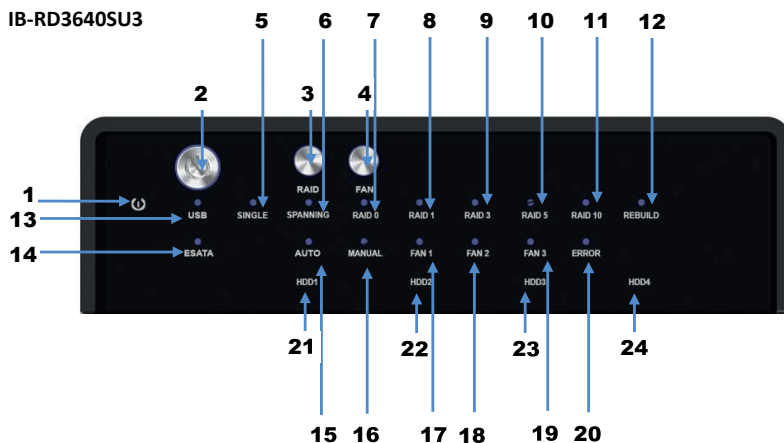 IB-RD3640SU3
5 6 7 8 9 10 11 12
2 3 4
RAID FAN
1
13 USB SINGLE SPANNING RAID 0 RAID 1 RAID 3 RAID 5 RAID 10 REBUILD
14 ESATA AUTO MANUAL FAN 1 FAN 2 FAN 3 ERROR
HDD1 HDD2 HDD3 HDD4
21 22 23 24
15 16 17 18 19 20